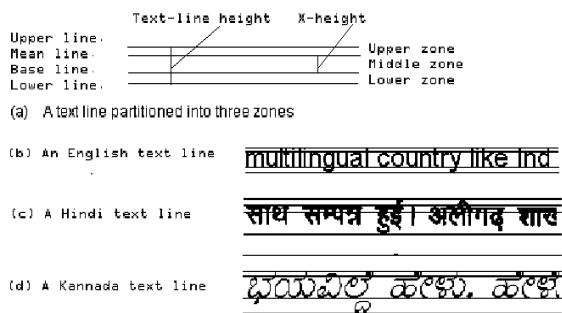 Text-line height X-height
Upper line.
Mean line.
Base line.
Lower line.
Upper zone
Middle zone
Lower zone
(a) A text line partitioned into three zones
(b) An English text line multilingual country like Ind
(c) A Hindi text line साथ सम्पन्न हुई। अलीगढ़ शाख
(d) A Kannada text line